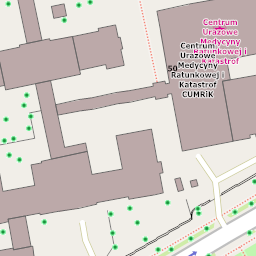 Centrum
Urazowe
Medycyny
Ratunkowej i
Katastrof
50
Centrum
Urazowe
Medycyny
Ratunkowej i
Katastrof
CUMRiK